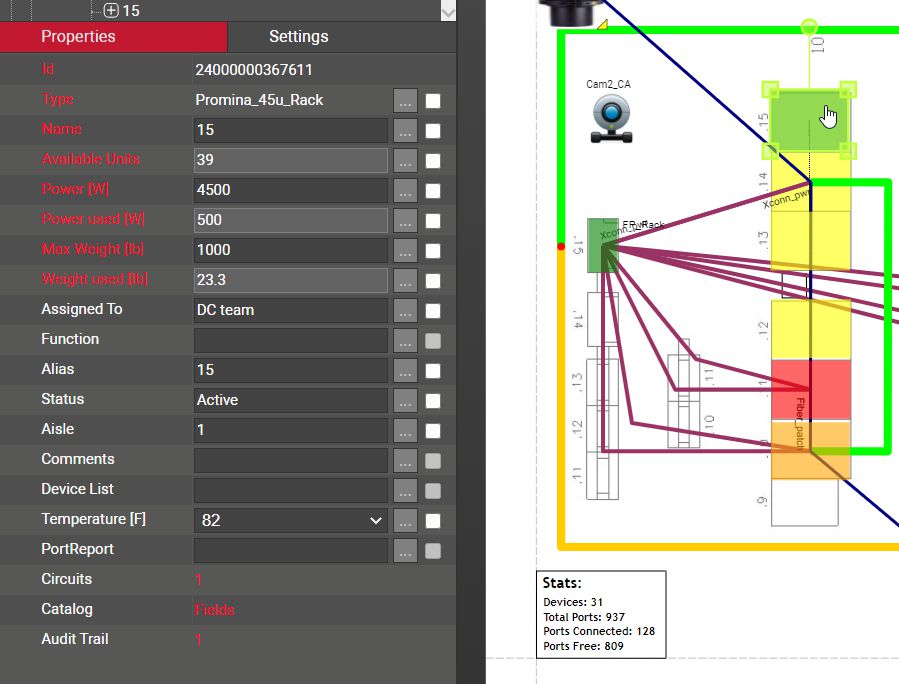 15
Properties Settings
Id 24000000367611
Type Promina_45u_Rack ...
Name 15 ...
Available Units 39 ...
Power [W] 4500 ...
Power used [W] 500 ...
Max Weight [lb] 1000 ...
Weight used [lb] 23.3 ...
Assigned To DC team ...
Function ...
Alias 15 ...
Status Active ...
Aisle 1 ...
Comments ...
Device List ...
Temperature [F] 82 ...
PortReport ...
Circuits 1
Catalog Fields
Audit Trail 1
10
Cam2_CA
.15
.14
Xconn_pwr
FP_Rack
.15
.13
.14
.12
.13
.11
Fiber_patch
.12
.10
.11
.9
Stats:
Devices: 31
Total Ports: 937
Ports Connected: 128
Ports Free: 809